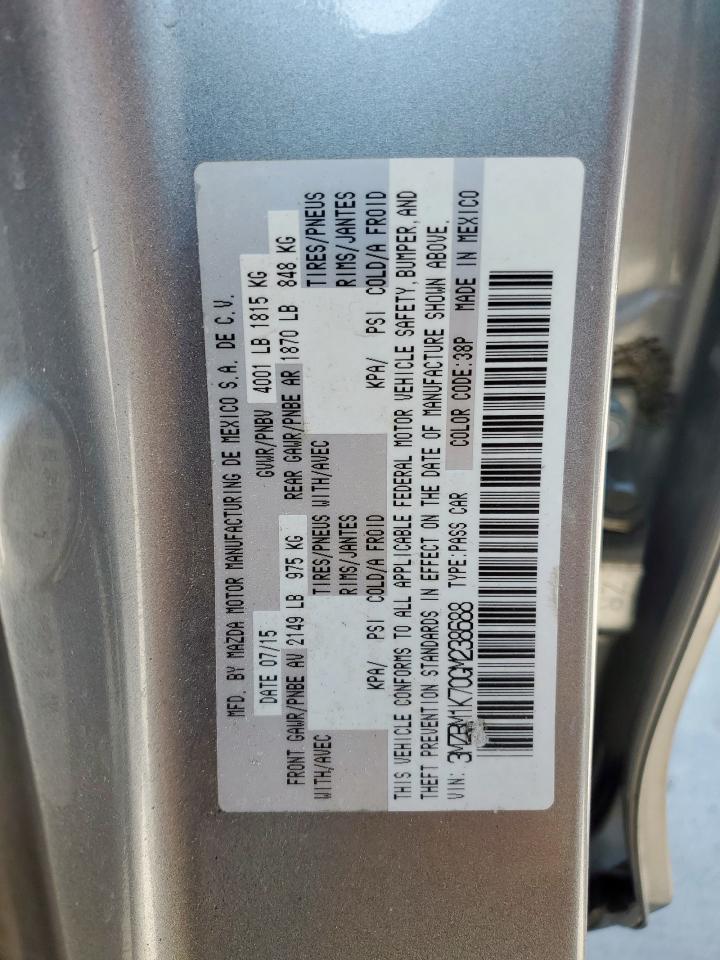 MFD. BY MAZDA MOTOR MANUFACTURING DE MEXICO S.A. DE C.V.
DATE 07/15 GVWR/PNBV 4001 LB 1815 KG
FRONT GAWR/PNBE AV 2149 LB 975 KG REAR GAWR/PNBE AR 1870 LB 848 KG
WITH/AVEC TIRES/PNEUS WITH/AVEC TIRES/PNEUS
RIMS/JANTES RIMS/JANTES
KPA/ PSI COLD/A FROID KPA/ PSI COLD/A FROID
THIS VEHICLE CONFORMS TO ALL APPLICABLE FEDERAL MOTOR VEHICLE SAFETY, BUMPER, AND
THEFT PREVENTION STANDARDS IN EFFECT ON THE DATE OF MANUFACTURE SHOWN ABOVE.
VIN: 3MZBM1K70GM238688 TYPE:PASS CAR COLOR CODE:38P MADE IN MEXICO